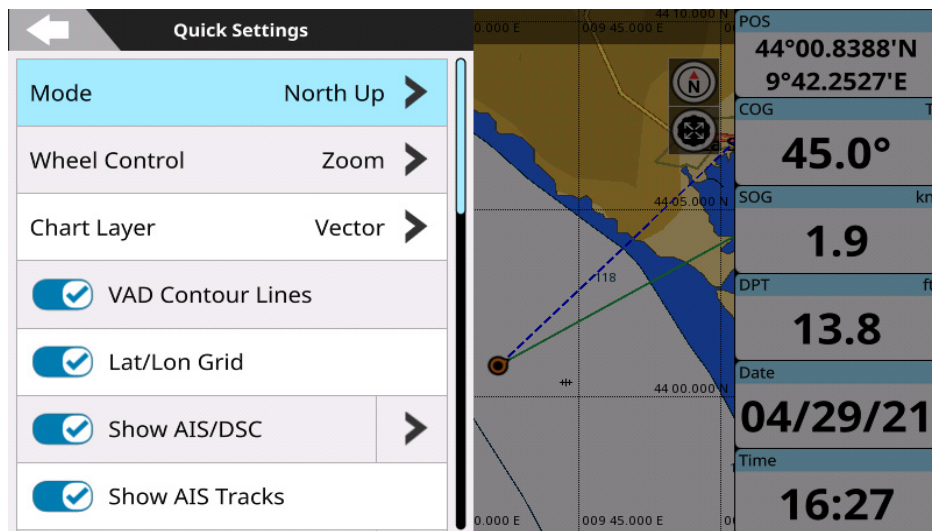 Quick Settings
Mode North Up
Wheel Control Zoom
Chart Layer Vector
VAD Contour Lines
Lat/Lon Grid
Show AIS/DSC
Show AIS Tracks
44 10.000 N
0.000 E 009 45.000 E
N
44 05.000 N
118
44 00.000 N
0.000 E 009 45.000 E
POS
44°00.8388'N
9°42.2527'E
COG T
45.0°
SOG kn
1.9
DPT ft
13.8
Date
04/29/21
Time
16:27